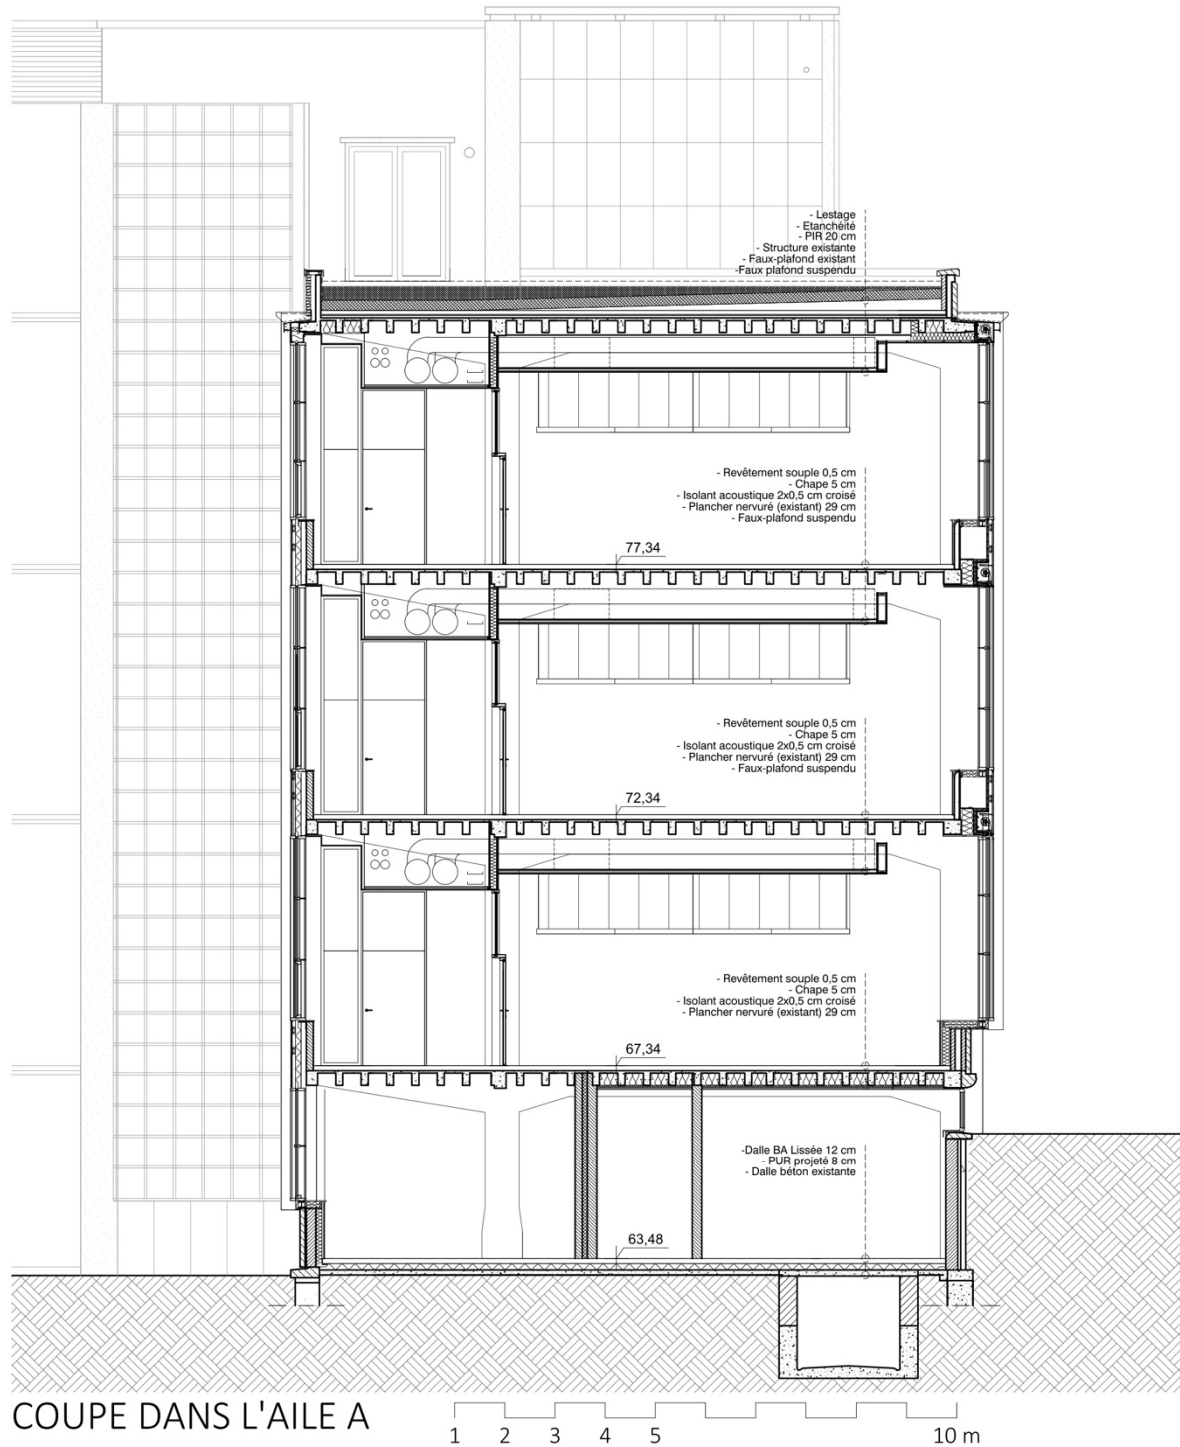 - Lestage
- Etanchéité
- PIR 20 cm
- Structure existante
- Faux-plafond existant
-Faux plafond suspendu
- Revêtement souple 0,5 cm
- Chape 5 cm
- Isolant acoustique 2x0,5 cm croisé
- Plancher nervuré (existant) 29 cm
- Faux-plafond suspendu
77,34
- Revêtement souple 0,5 cm
- Chape 5 cm
- Isolant acoustique 2x0,5 cm croisé
- Plancher nervuré (existant) 29 cm
- Faux-plafond suspendu
72,34
- Revêtement souple 0,5 cm
- Chape 5 cm
- Isolant acoustique 2x0,5 cm croisé
- Plancher nervuré (existant) 29 cm
67,34
-Dalle BA Lissée 12 cm
- PUR projeté 8 cm
- Dalle béton existante
63,48
COUPE DANS L'AILE A
1 2 3 4 5 10 m